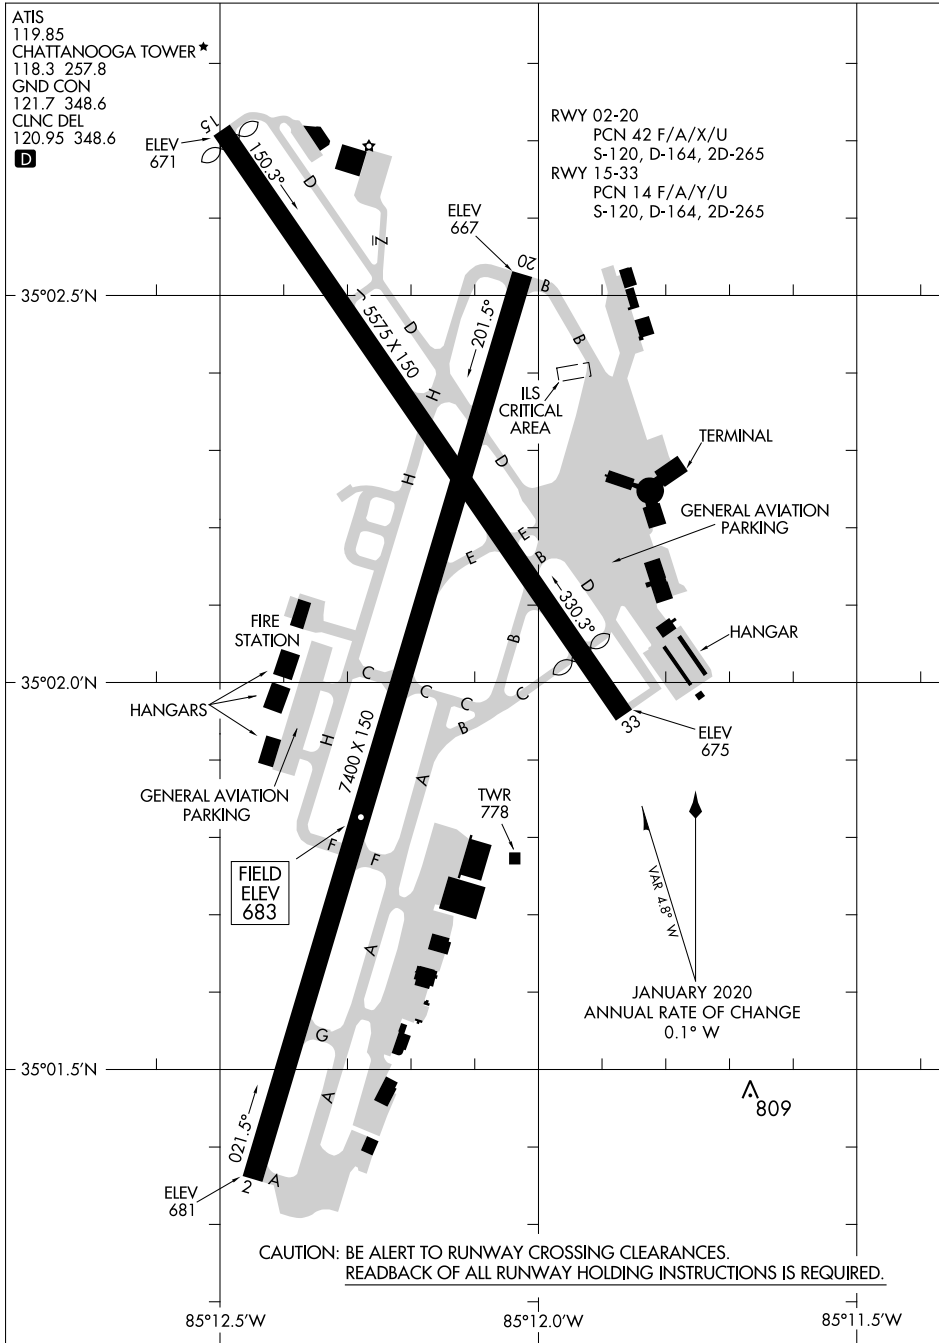 ATIS
119.85
CHATTANOOGA TOWER
118.3 257.8
GND CON
121.7 348.6
CLNC DEL
120.95 348.6
D
RWY 02-20
PCN 42 F/A/X/U
S-120, D-164, 2D-265
RWY 15-33
PCN 14 F/A/Y/U
S-120, D-164, 2D-265
15
ELEV
671
150.3°
D
Z
ELEV
667
20
B
35°02.5'N
5575 X 150
D
201.5°
B
H
ILS
CRITICAL
AREA
TERMINAL
H
D
GENERAL AVIATION
PARKING
E
E
B
D
330.3°
FIRE
STATION
B
HANGAR
35°02.0'N
C
C
C
C
HANGARS
B
33
ELEV
675
H
7400 X 150
A
GENERAL AVIATION
PARKING
TWR
778
F
F
FIELD
ELEV
683
VAR 4.8° W
A
JANUARY 2020
ANNUAL RATE OF CHANGE
0.1° W
G
35°01.5'N
A
809
021.5°
2
A
ELEV
681
CAUTION: BE ALERT TO RUNWAY CROSSING CLEARANCES.
READBACK OF ALL RUNWAY HOLDING INSTRUCTIONS IS REQUIRED.
85°12.5'W
85°12.0'W
85°11.5'W